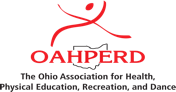 OAHPERD
The Ohio Association for Health,
Physical Education, Recreation, and Dance